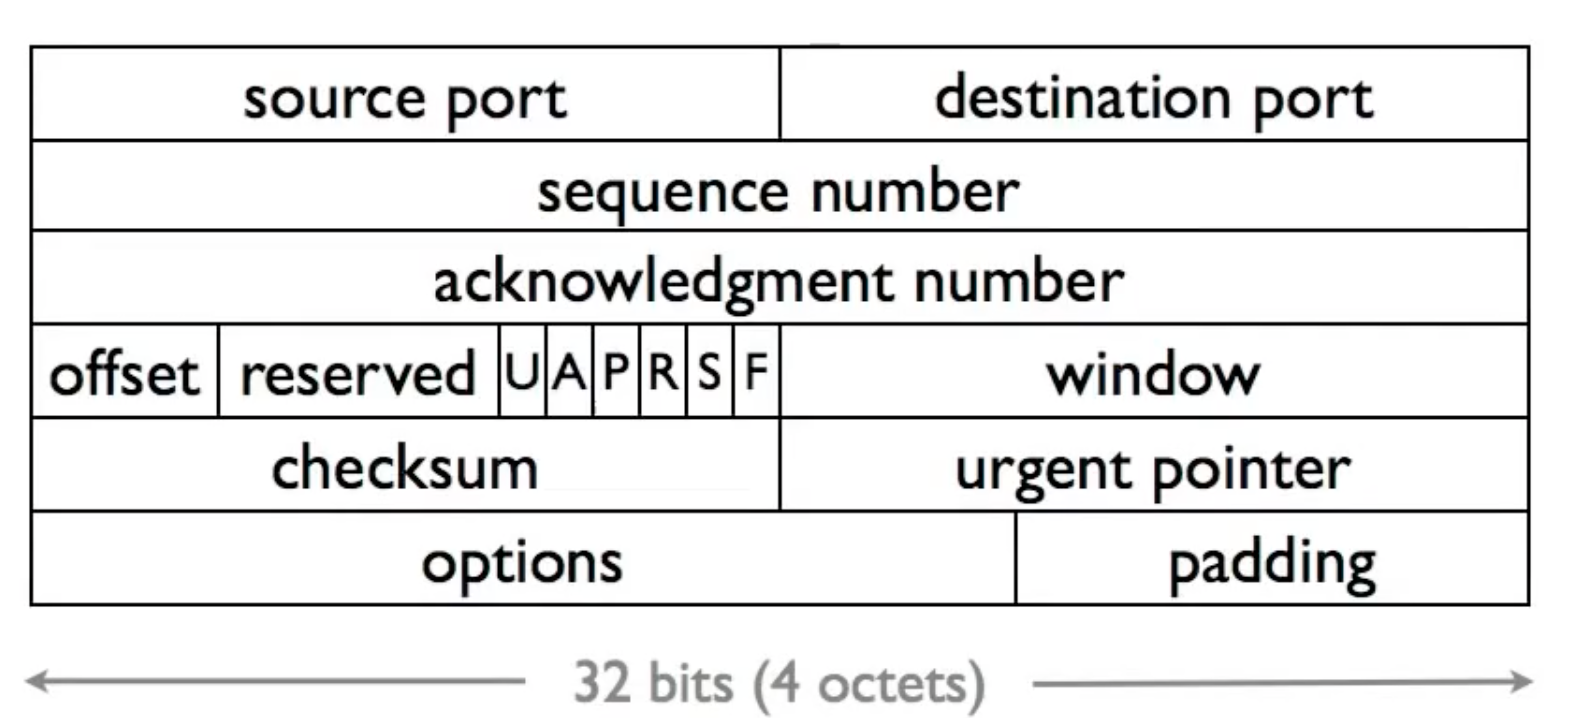 source port destination port
sequence number
acknowledgment number
offset reserved U A P R S F window
checksum urgent pointer
options padding
32 bits (4 octets)